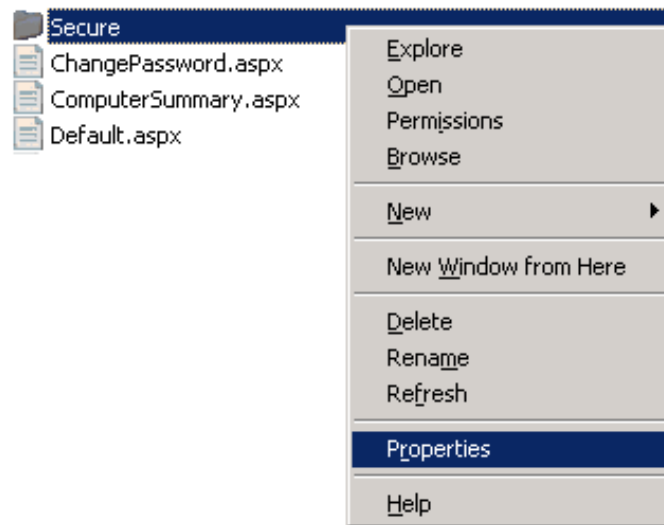 Secure
ChangePassword.aspx
ComputerSummary.aspx
Default.aspx
Explore
Open
Permissions
Browse
New
New Window from Here
Delete
Rename
Refresh
Properties
Help